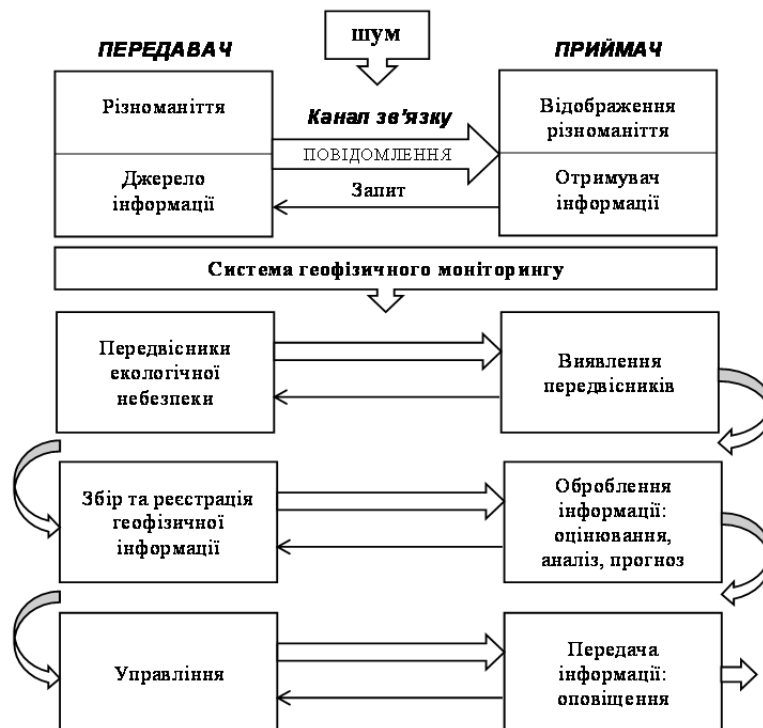 шум
ПЕРЕДАВАЧ
ПРИЙМАЧ
Різноманіття
Канал зв'язку
Відображення
різноманіття
ПОВІДОМЛЕННЯ
Джерело
інформації
Запит
Отримувач
інформації
Система геофізичного моніторингу
Передвісники
екологічної
небезпеки
Виявлення
передвісників
Збір та реєстрація
геофізичної
інформації
Оброблення
інформації:
оцінювання,
аналіз, прогноз
Управління
Передача
інформації:
оповіщення